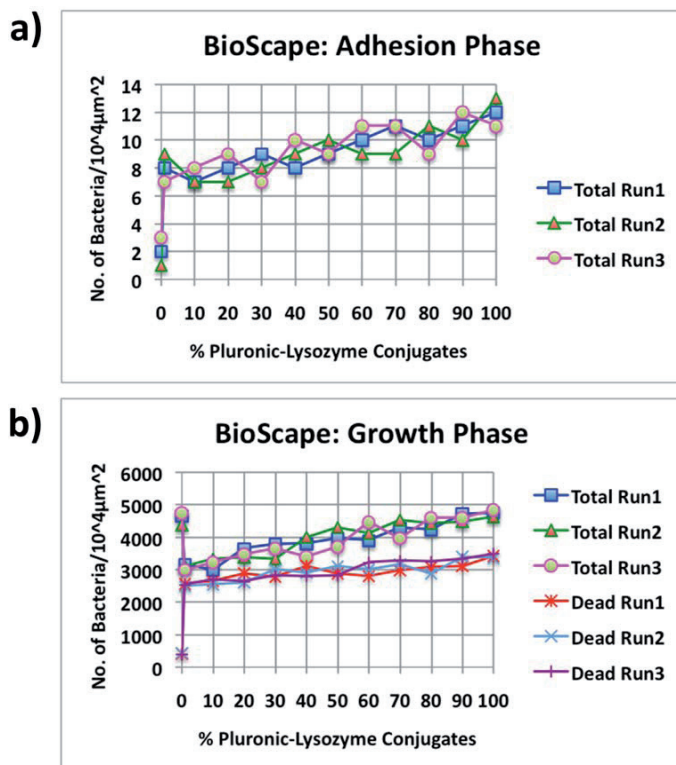 a)
BioScape: Adhesion Phase
No. of Bacteria/10^4µm^2
14
12
10
8
6
4
2
0
0 10 20 30 40 50 60 70 80 90 100
% Pluronic-Lysozyme Conjugates
Total Run1
Total Run2
Total Run3
b)
BioScape: Growth Phase
No. of Bacteria/10^4µm^2
6000
5000
4000
3000
2000
1000
0
0 10 20 30 40 50 60 70 80 90 100
% Pluronic-Lysozyme Conjugates
Total Run1
Total Run2
Total Run3
Dead Run1
Dead Run2
Dead Run3